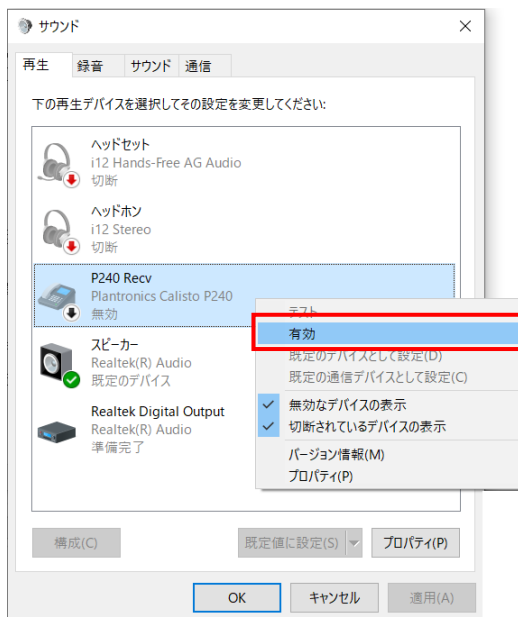 サウンド
再生 録音 サウンド 通信
下の再生デバイスを選択してその設定を変更してください:
ヘッドセット
i12 Hands-Free AG Audio
切断
ヘッドホン
i12 Stereo
切断
P240 Recv
Plantronics Calisto P240
無効
スピーカー
Realtek(R) Audio
既定のデバイス
Realtek Digital Output
Realtek(R) Audio
準備完了
テスト
有効
既定のデバイスとして設定(D)
既定の通信デバイスとして設定(C)
無効なデバイスの表示
切断されているデバイスの表示
バージョン情報(M)
プロパティ(P)
構成(C) 既定値に設定(S) プロパティ(P)
OK キャンセル 適用(A)